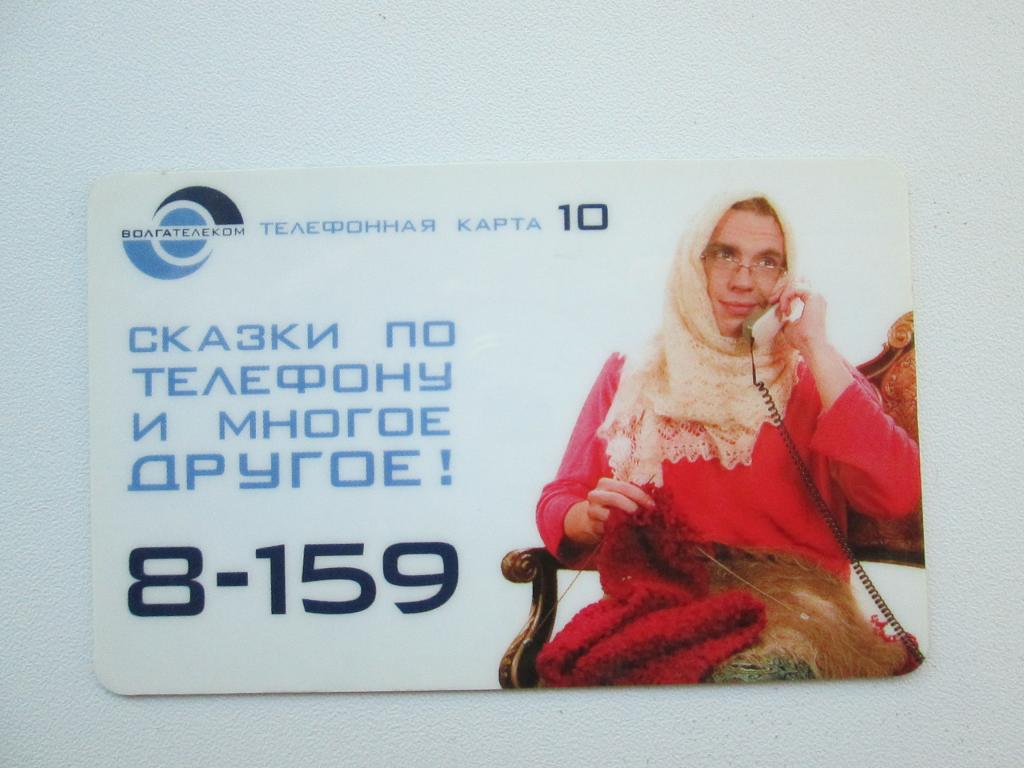 ВОЛГАТЕЛЕКОМ ТЕЛЕФОННАЯ КАРТА 10
СКАЗКИ ПО
ТЕЛЕФОНУ
И МНОГОЕ
ДРУГОЕ!
8-159